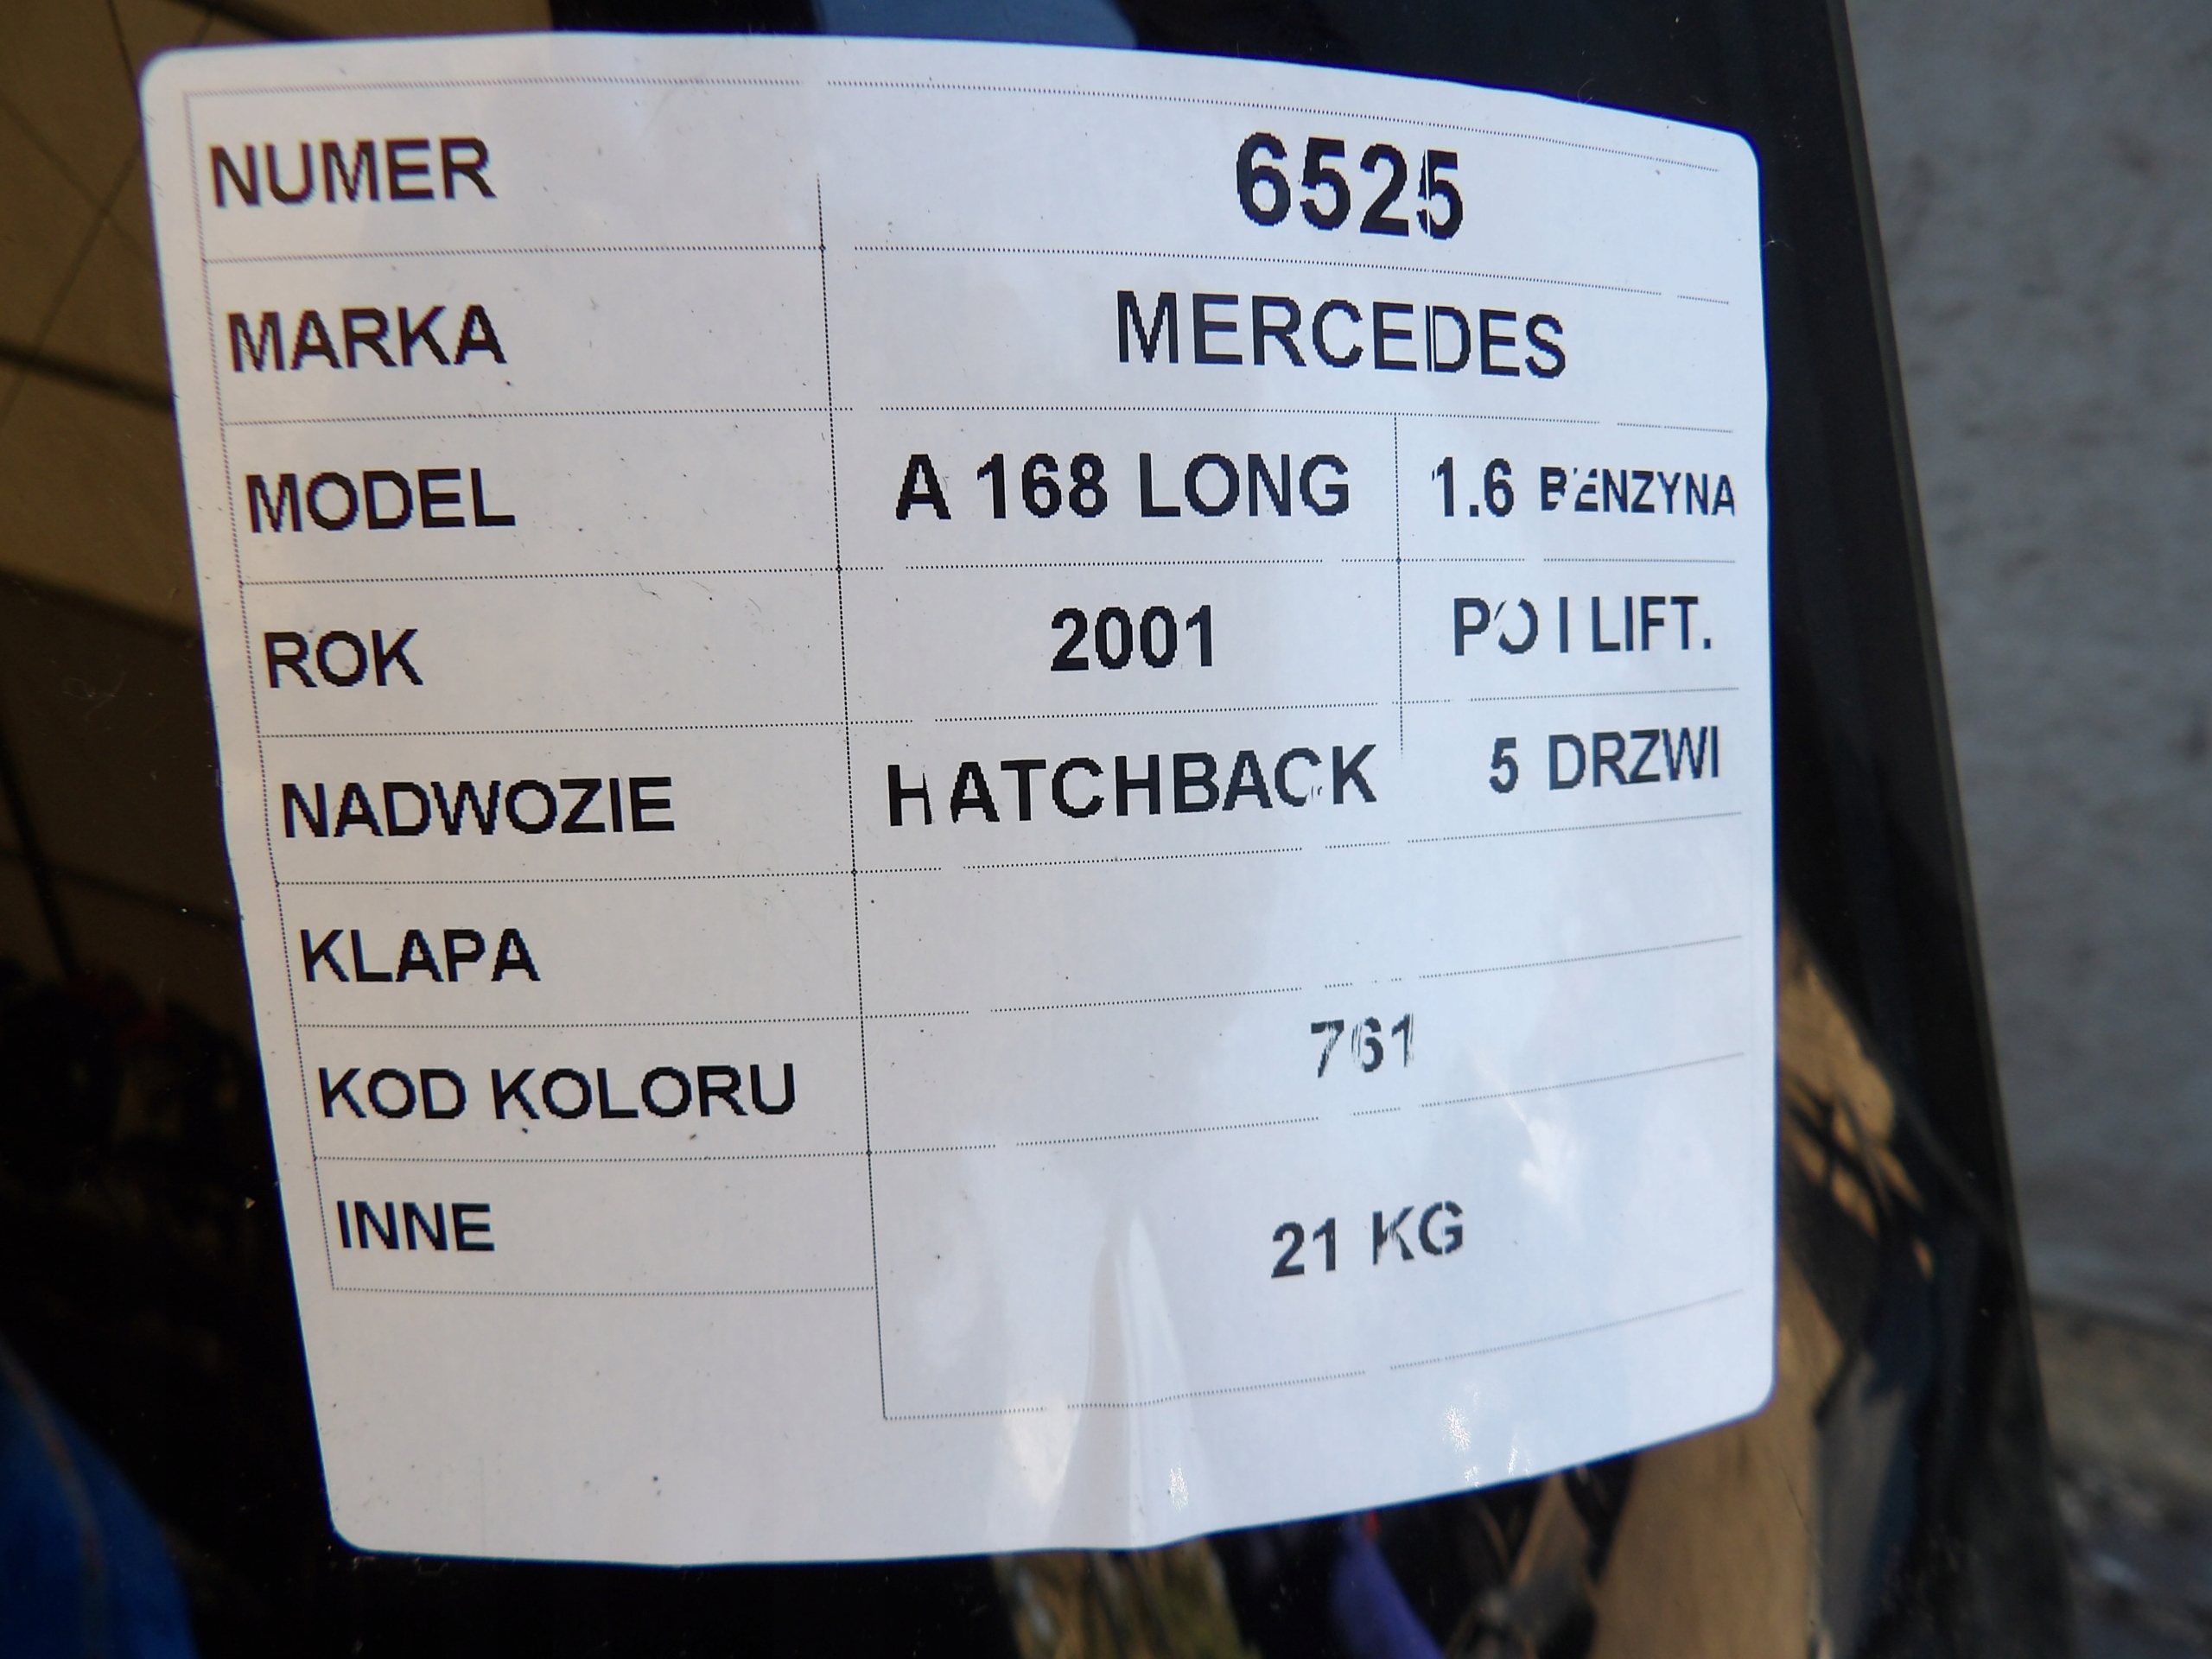 NUMER 6525
MARKA MERCEDES
MODEL A 168 LONG 1.6 BENZYNA
ROK 2001 PO I LIFT.
NADWOZIE HATCHBACK 5 DRZWI
KLAPA
KOD KOLORU 761
INNE 21 KG